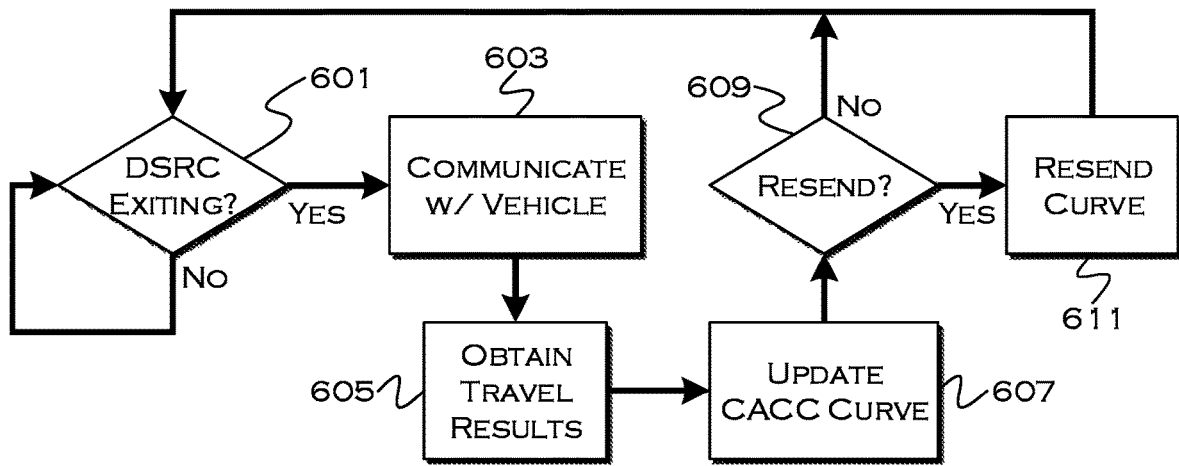 601
DSRC
EXITING?
YES
NO
603
COMMUNICATE
W/ VEHICLE
605
OBTAIN
TRAVEL
RESULTS
UPDATE
CACC CURVE
607
609
RESEND?
NO
YES
RESEND
CURVE
611